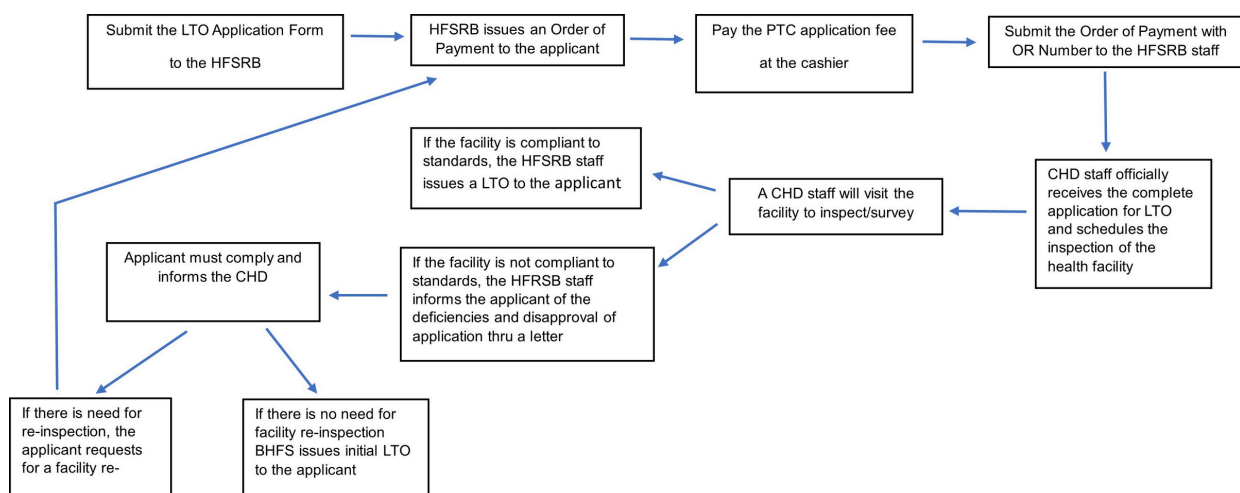 Submit the LTO Application Form
to the HFSRB
HFSRB issues an Order of
Payment to the applicant
Pay the PTC application fee
at the cashier
Submit the Order of Payment with
OR Number to the HFSRB staff
If the facility is compliant to
standards, the HFSRB staff
issues a LTO to the applicant
A CHD staff will visit the
facility to inspect/survey
CHD staff officially
receives the complete
application for LTO
and schedules the
inspection of the
health facility
Applicant must comply and
informs the CHD
If the facility is not compliant to
standards, the HFRSB staff
informs the applicant of the
deficiencies and disapproval of
application thru a letter
If there is need for
re-inspection, the
applicant requests
for a facility re-
If there is no need for
facility re-inspection
BHFS issues initial LTO
to the applicant